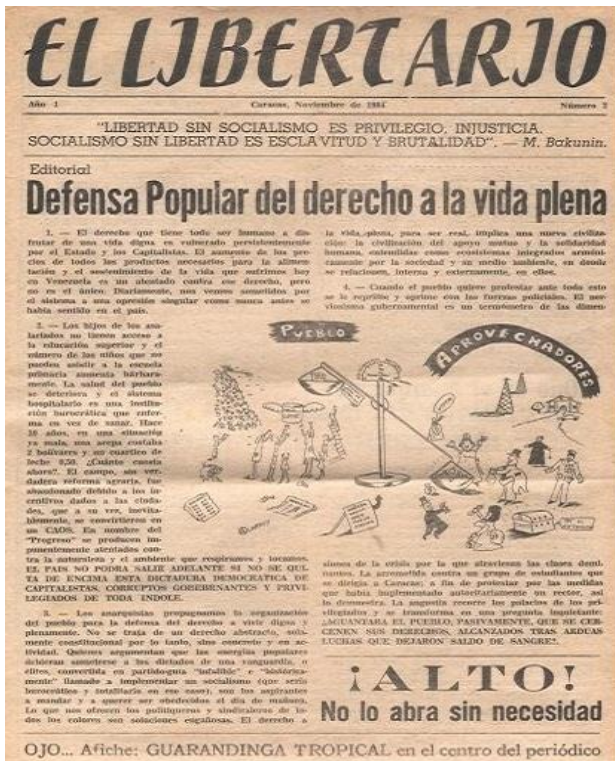 EL LIBERTARIO
Año 1 Caracas, Noviembre de 1984 Número 2
"LIBERTAD SIN SOCIALISMO ES PRIVILEGIO, INJUSTICIA.
SOCIALISMO SIN LIBERTAD ES ESCLAVITUD Y BRUTALIDAD". — M. Bakunin.
Editorial
Defensa Popular del derecho a la vida plena
1. — El derecho que tiene todo ser humano a dis-
frutar de una vida digna es vulnerado persistentemente
por el Estado y los Capitalistas. El aumento de los pre-
cios de todos los productos necesarios para la alimen-
tación y el sostenimiento de la vida que sufrimos hoy
en Venezuela es un atentado contra ese derecho, pero
no es el único. Diariamente, nos vemos sometidos por
el sistema a una opresión singular como nunca antes se
había sentido en el país.
2. — Los hijos de los asa-
lariados no tienen acceso a
la educación superior y el
número de los niños que no
pueden asistir a la escuela
primaria aumenta bárbara-
mente. La salud del pueblo
se deteriora y el sistema
hospitalario es una institu-
ción burocrática que enfer-
ma en vez de sanar. Hace
16 años, en una situación
ya mala, una arepa costaba
2 bolívares y un cuartico de
leche 0,50. ¿Cuánto cuesta
ahora?. El campo, sin ver-
dadera reforma agraria, fue
abandonado debido a los in-
centivos dados a las ciuda-
des, que a su vez, inevita-
blemente, se convirtieron en
un CAOS. En nombre del
"Progreso" se producen im-
punentemente atentados con-
tra la naturaleza y el ambiente que respiramos y tocamos.
EL PAIS NO PODRA SALIR ADELANTE SI NO SE QUI-
TA DE ENCIMA ESTA DICTADURA DEMOCRATICA DE
CAPITALISTAS, CORRUPTOS GOBERNANTES Y PRIVI-
LEGIADOS DE TODA INDOLE.
3. — Los anarquistas propugnamos la organización
del pueblo para la defensa del derecho a vivir digna y
plenamente. No se trata de un derecho abstracto, sola-
mente constitucional por lo tanto, sino concreto y en ac-
tividad. Quienes argumentan que las energías populares
debieran someterse a los dictados de una vanguardia, o
élites, convertida en partido-guía "infalible" e "histórica-
mente" llamado a implementar un socialismo (que sería
burocrático y totalitario en ese caso), son los aspirantes
a mandar y a querer ser obedecidos el día de mañana.
Lo que nos ofrecen los politiqueros y sindicaleros de to-
dos los colores son soluciones engañosas. El derecho a
la vida plena, para ser real, implica una nueva civiliza-
ción: la civilización del apoyo mutuo y la solidaridad
humana, entendidas como ecosistemas integrados armóni-
camente por la sociedad y su medio ambiente, en donde
se relacionen, interna y externamente, en ellos.
4. — Cuando el pueblo quiere protestar ante todo esto
se lo reprime y oprime con las fuerzas policiales. El ner-
viosismo gubernamental es un termómetro de las dimen-
PUEBLO
APROVECHADORES
siones de la crisis por la que atraviesan las clases domi-
nantes. La arremetida contra un grupo de estudiantes que
se dirigía a Caracas; a fin de protestar por las medidas
que había implementado autoritariamente un rector, así
lo demuestra. La angustia recorre los palacios de los pri-
vilegiados y se transforma en una pregunta inquietante:
¿AGUANTARA EL PUEBLO, PASIVAMENTE, QUE SE CER-
CENEN SUS DERECHOS, ALCANZADOS TRAS ARDUAS
LUCHAS QUE DEJARON SALDO DE SANGRE?.
¡ALTO!
No lo abra sin necesidad
OJO... Afiche: GUARANDINGA TROPICAL en el centro del periódico